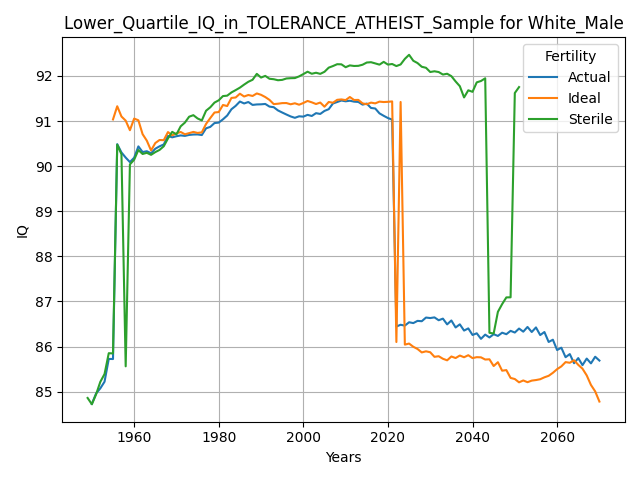 Lower_Quartile_IQ_in_TOLERANCE_ATHEIST_Sample for White_Male
Fertility
Actual
Ideal
Sterile
IQ
92
91
90
89
88
87
86
85
1960
1980
2000
2020
2040
2060
Years